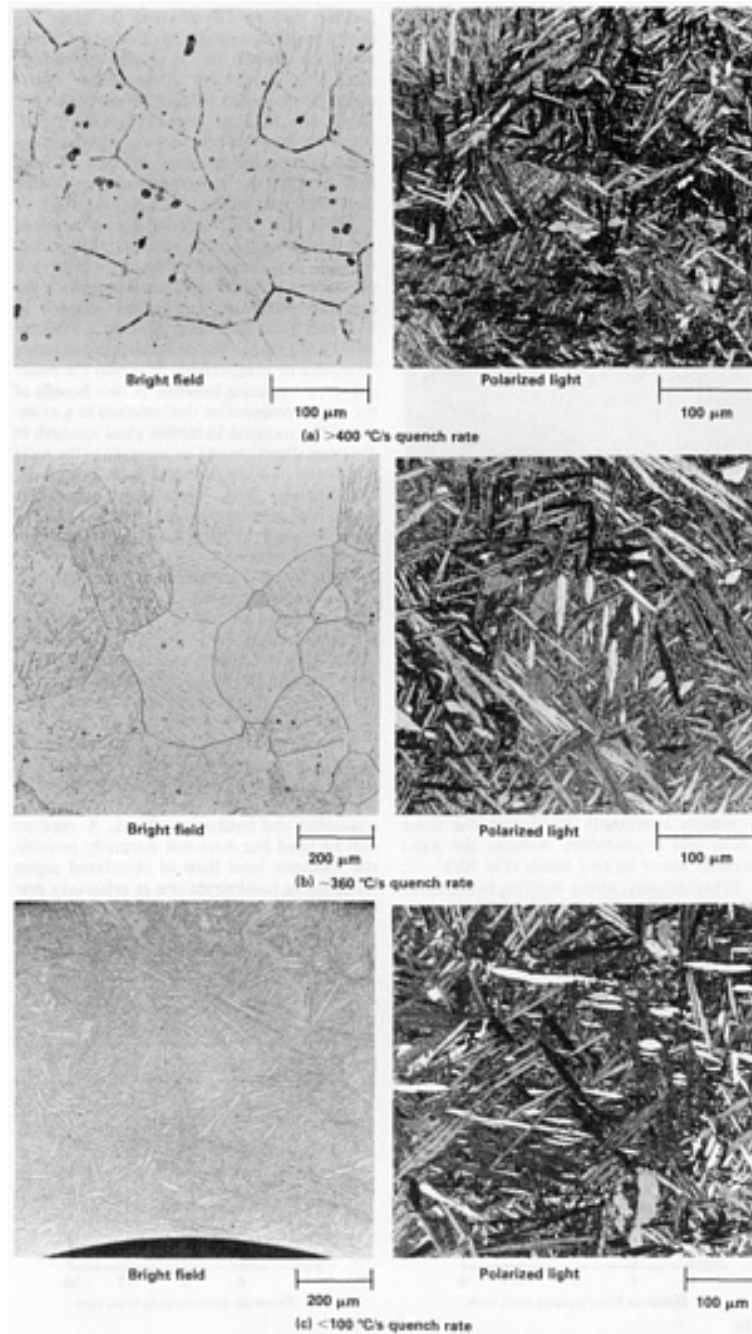 Bright field
100 μm
Polarized light
100 μm
(a) >400 °C/s quench rate
Bright field
200 μm
Polarized light
100 μm
(b) ~360 °C/s quench rate
Bright field
200 μm
Polarized light
100 μm
(c) <100 °C/s quench rate